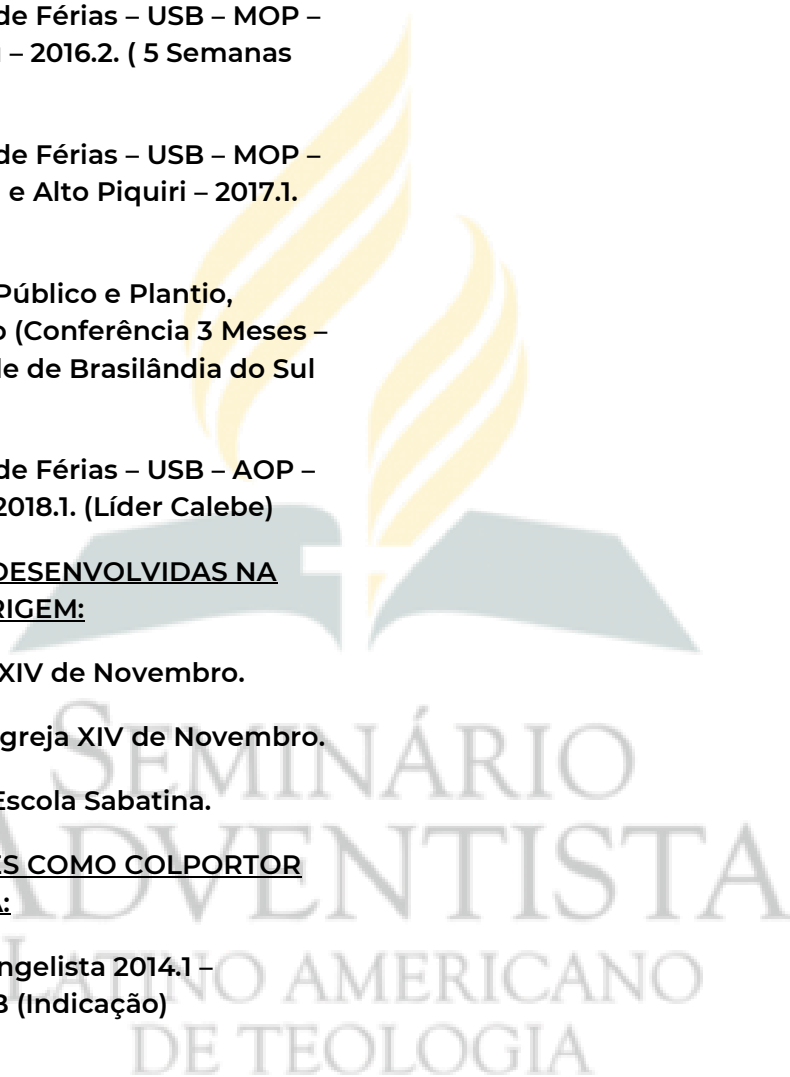 de Férias – USB – MOP –
– 2016.2. ( 5 Semanas
de Férias – USB – MOP –
e Alto Piquiri – 2017.1.
Público e Plantio,
(Conferência 3 Meses –
de Brasilândia do Sul
de Férias – USB – AOP –
2018.1. (Líder Calebe)
DESENVOLVIDAS NA
RIGEM:
XIV de Novembro.
greja XIV de Novembro.
Escola Sabatina.
ES COMO COLPORTOR
A:
ngelista 2014.1 –
B (Indicação)
SEMINÁRIO
ADVENTISTA
LATINO AMERICANO
DE TEOLOGIA